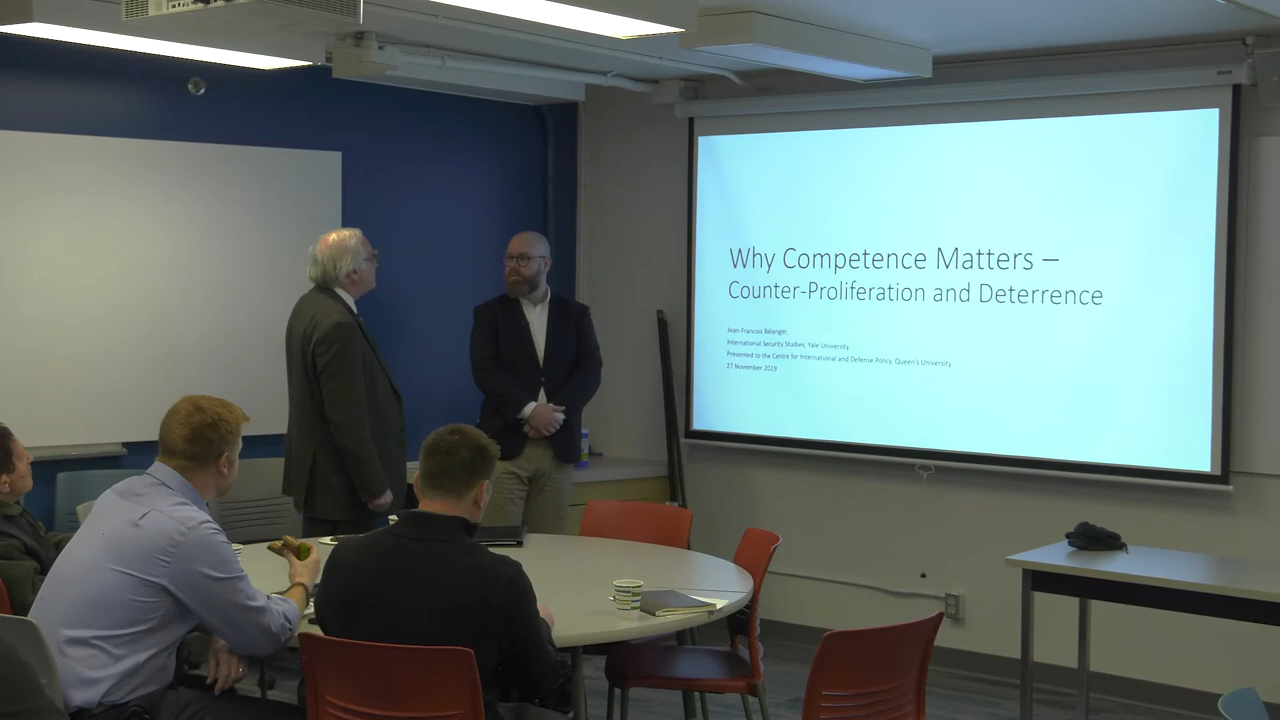 Why Competence Matters –
Counter-Proliferation and Deterrence
Jean Francois Belanger,
International Security Studies, Yale University
Presented to the Centre for International and Defense Policy, Queen's University
27 November 2019